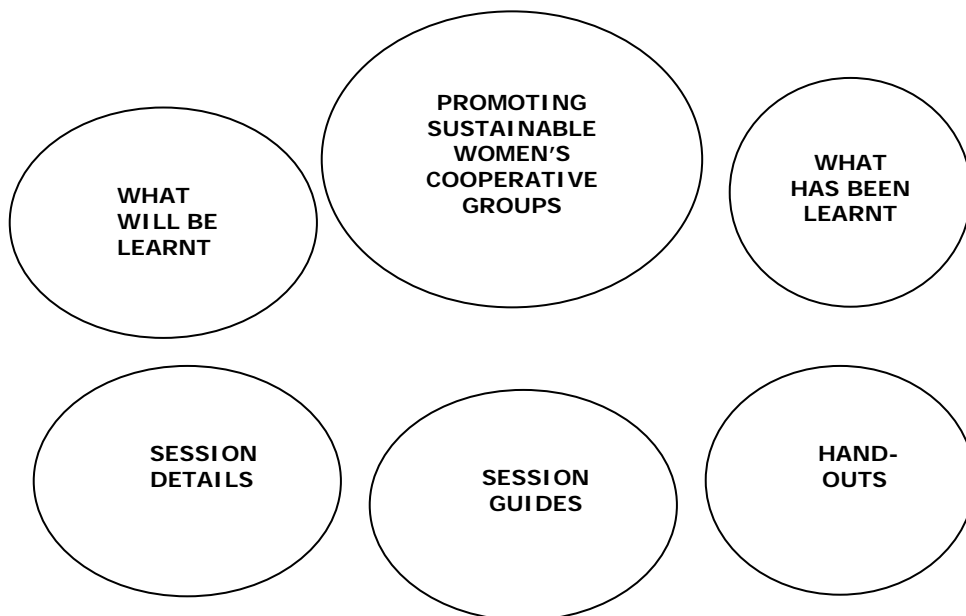 WHAT
WILL BE
LEARNT
PROMOTING
SUSTAINABLE
WOMEN'S
COOPERATIVE
GROUPS
WHAT
HAS BEEN
LEARNT
SESSION
DETAILS
SESSION
GUIDES
HAND-
OUTS